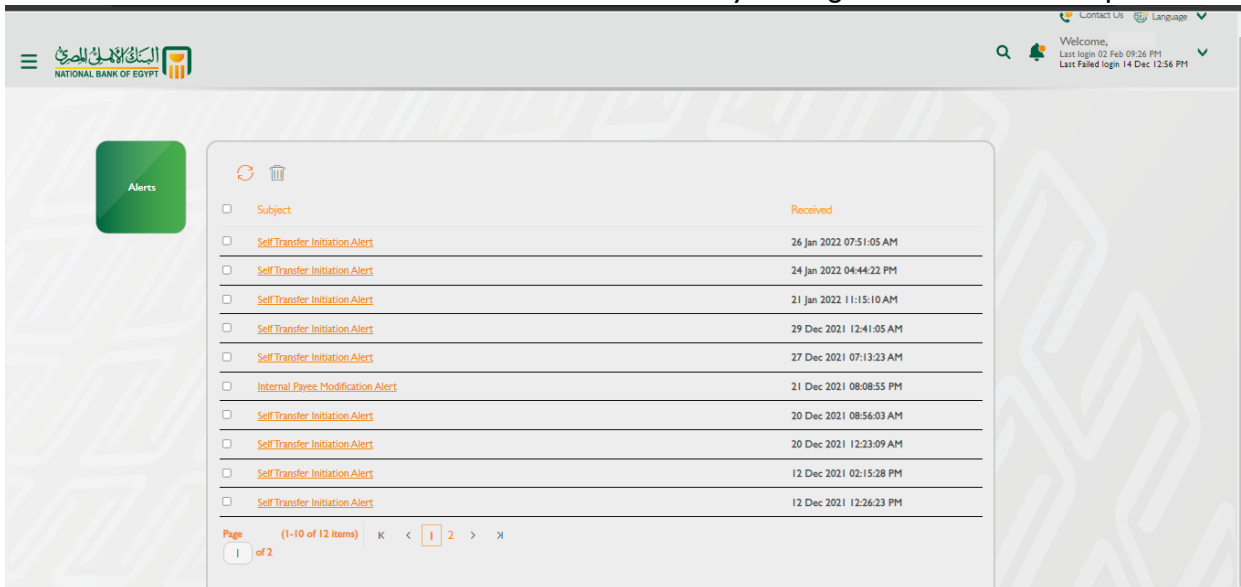 Contact Us Language
البنك الأهلي المصري
NATIONAL BANK OF EGYPT
Welcome,
Last login 02 Feb 09:26 PM
Last Failed login 14 Dec 12:56 PM
Alerts
Subject Received
Self Transfer Initiation Alert 26 Jan 2022 07:51:05 AM
Self Transfer Initiation Alert 24 Jan 2022 04:44:22 PM
Self Transfer Initiation Alert 21 Jan 2022 11:15:10 AM
Self Transfer Initiation Alert 29 Dec 2021 12:41:05 AM
Self Transfer Initiation Alert 27 Dec 2021 07:13:23 AM
Internal Payee Modification Alert 21 Dec 2021 08:08:55 PM
Self Transfer Initiation Alert 20 Dec 2021 08:56:03 AM
Self Transfer Initiation Alert 20 Dec 2021 12:23:09 AM
Self Transfer Initiation Alert 12 Dec 2021 02:15:28 PM
Self Transfer Initiation Alert 12 Dec 2021 12:26:23 PM
Page (1-10 of 12 items) 1 2
1 of 2